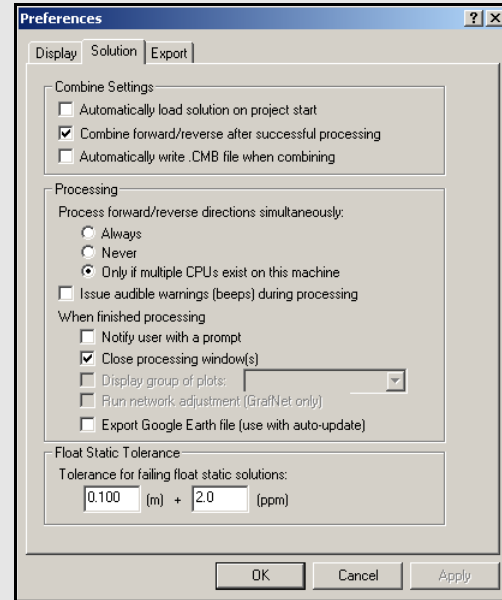 Preferences
Display Solution Export
Combine Settings
Automatically load solution on project start
Combine forward/reverse after successful processing
Automatically write .CMB file when combining
Processing
Process forward/reverse directions simultaneously:
Always
Never
Only if multiple CPUs exist on this machine
Issue audible warnings (beeps) during processing
When finished processing
Notify user with a prompt
Close processing window(s)
Display group of plots:
Run network adjustment (GrafNet only)
Export Google Earth file (use with auto-update)
Float Static Tolerance
Tolerance for failing float static solutions:
0.100 (m) + 2.0 (ppm)
OK Cancel Apply